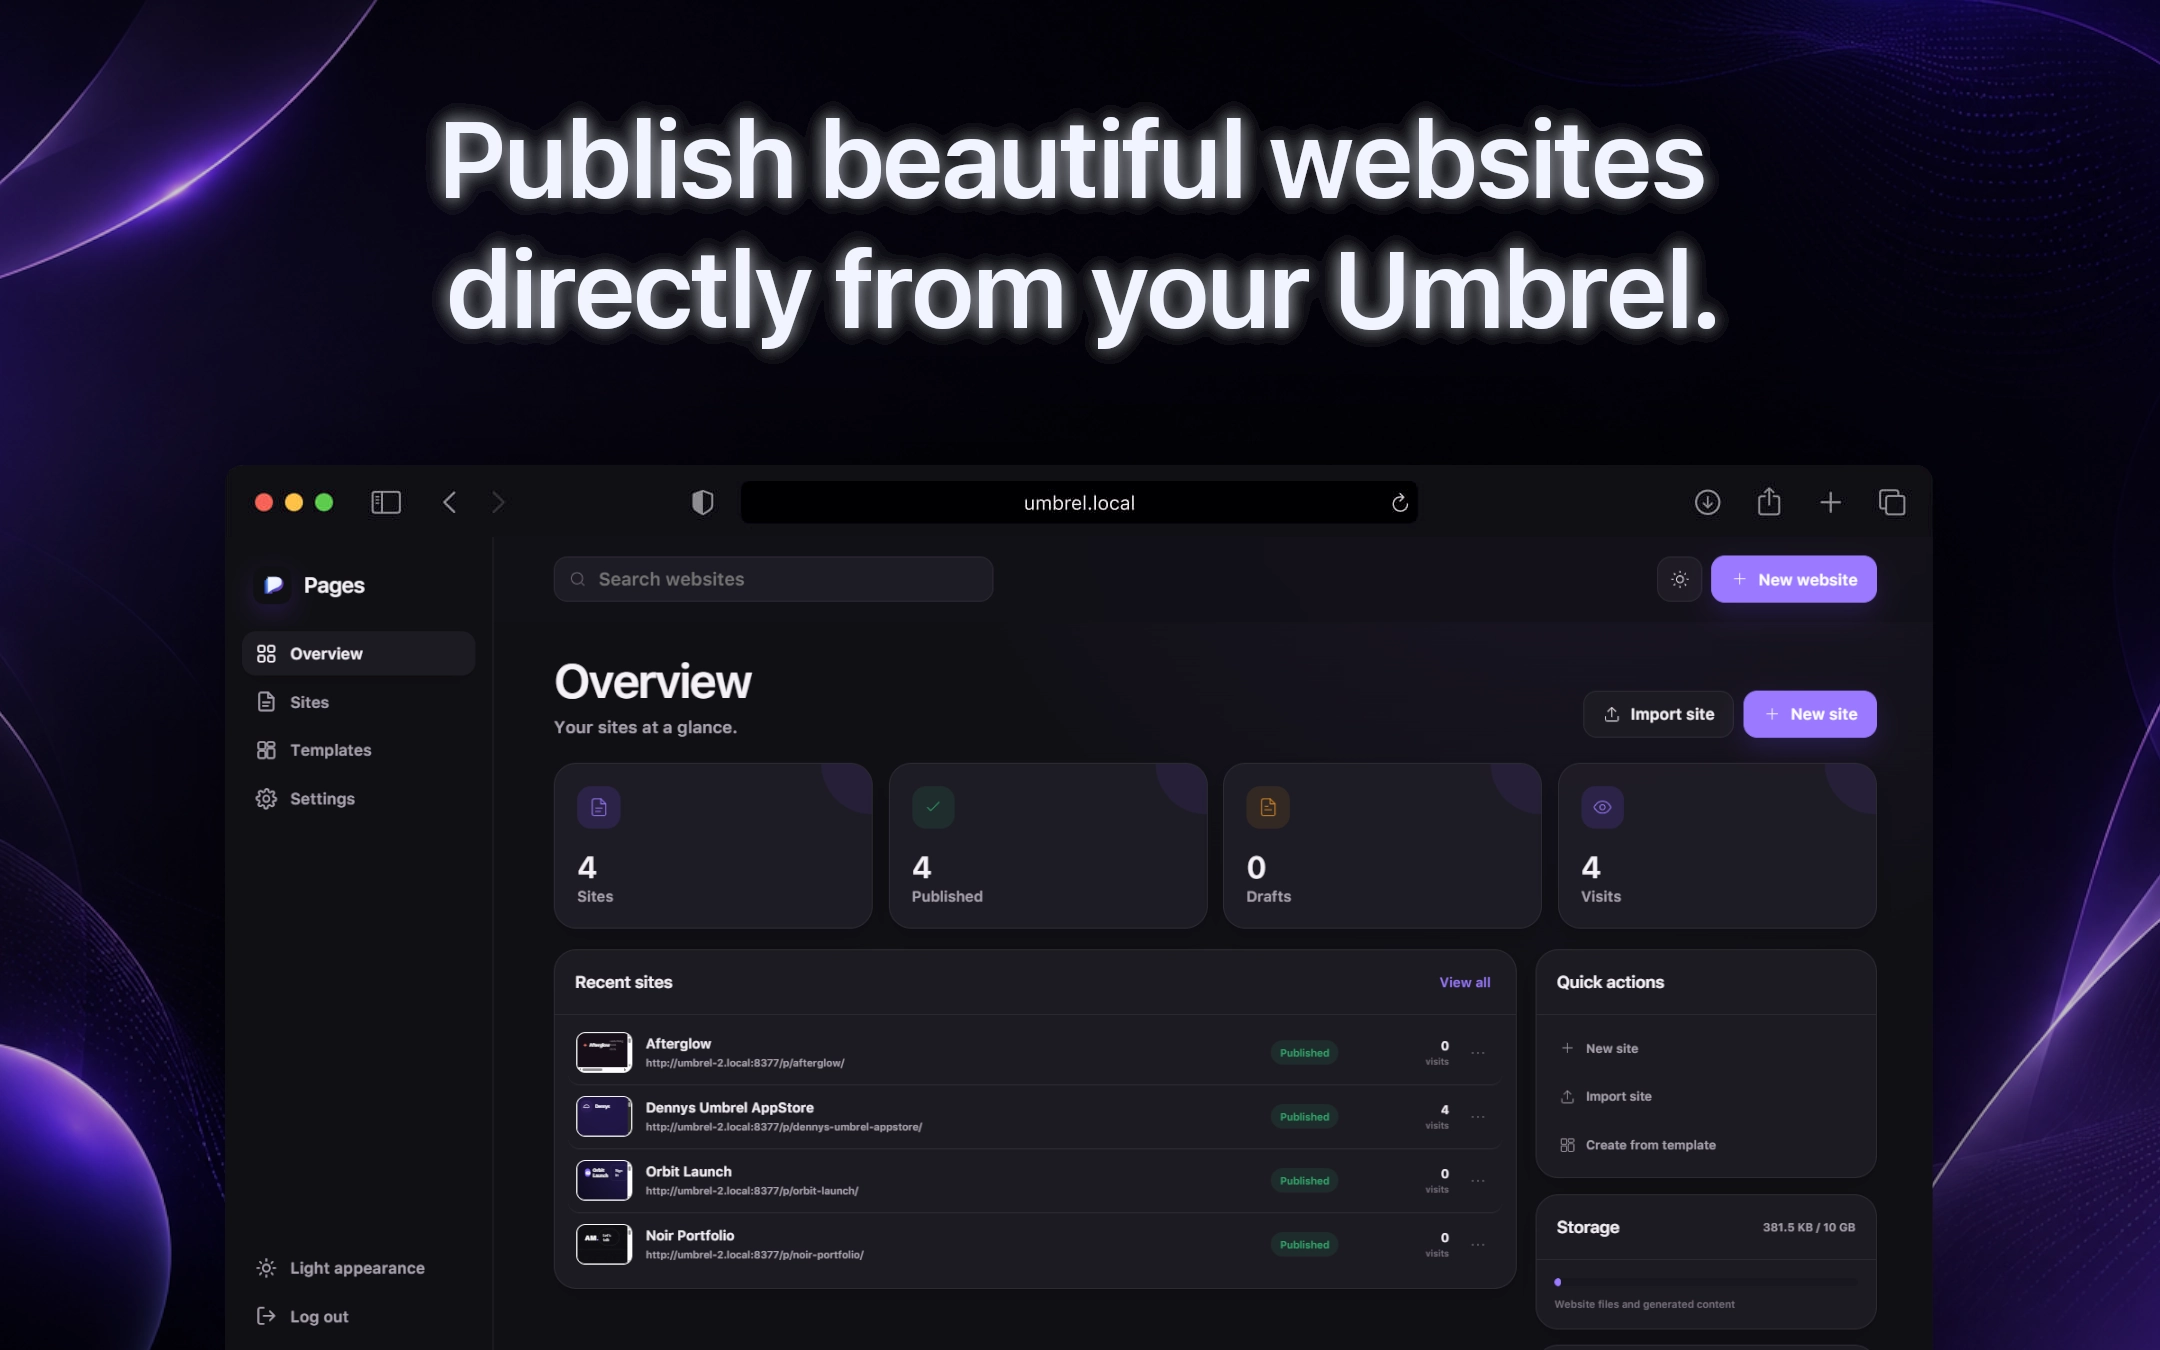 Publish beautiful websites
directly from your Umbrel.
umbrel.local
Pages
Search websites
New website
Overview
Sites
Templates
Settings
Light appearance
Log out
Overview
Your sites at a glance.
Import site
New site
4
Sites
4
Published
0
Drafts
4
Visits
Recent sites
View all
Afterglow
http://umbrel-2.local:8377/p/afterglow/
Published
0
visits
Dennys Umbrel AppStore
http://umbrel-2.local:8377/p/dennys-umbrel-appstore/
Published
4
visits
Orbit Launch
http://umbrel-2.local:8377/p/orbit-launch/
Published
0
visits
Noir Portfolio
http://umbrel-2.local:8377/p/noir-portfolio/
Published
0
visits
Quick actions
New site
Import site
Create from template
Storage
381.5 KB / 10 GB
Website files and generated content